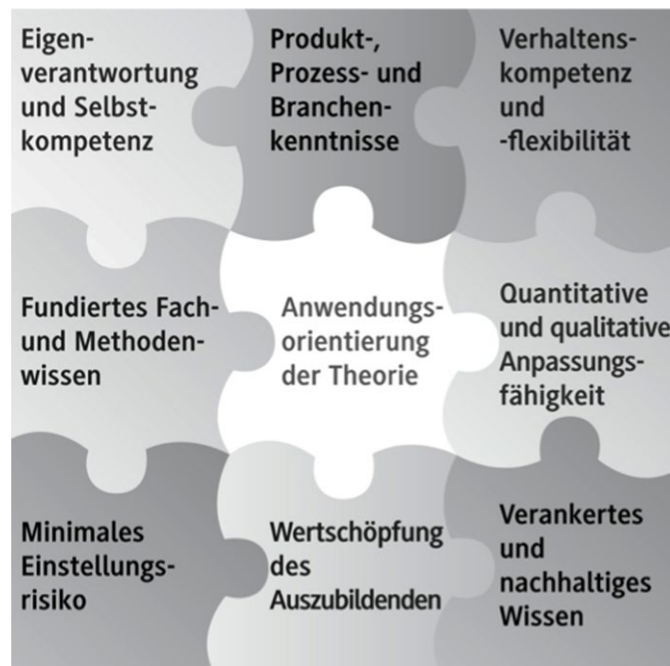 Eigen-
verantwortung
und Selbst-
kompetenz
Produkt-,
Prozess- und
Branchen-
kenntnisse
Verhaltens-
kompetenz
und
-flexibilität
Fundiertes Fach-
und Methoden-
wissen
Anwendungs-
orientierung
der Theorie
Quantitative
und qualitative
Anpassungs-
fähigkeit
Minimales
Einstellungs-
risiko
Wertschöpfung
des
Auszubildenden
Verankertes
und
nachhaltiges
Wissen